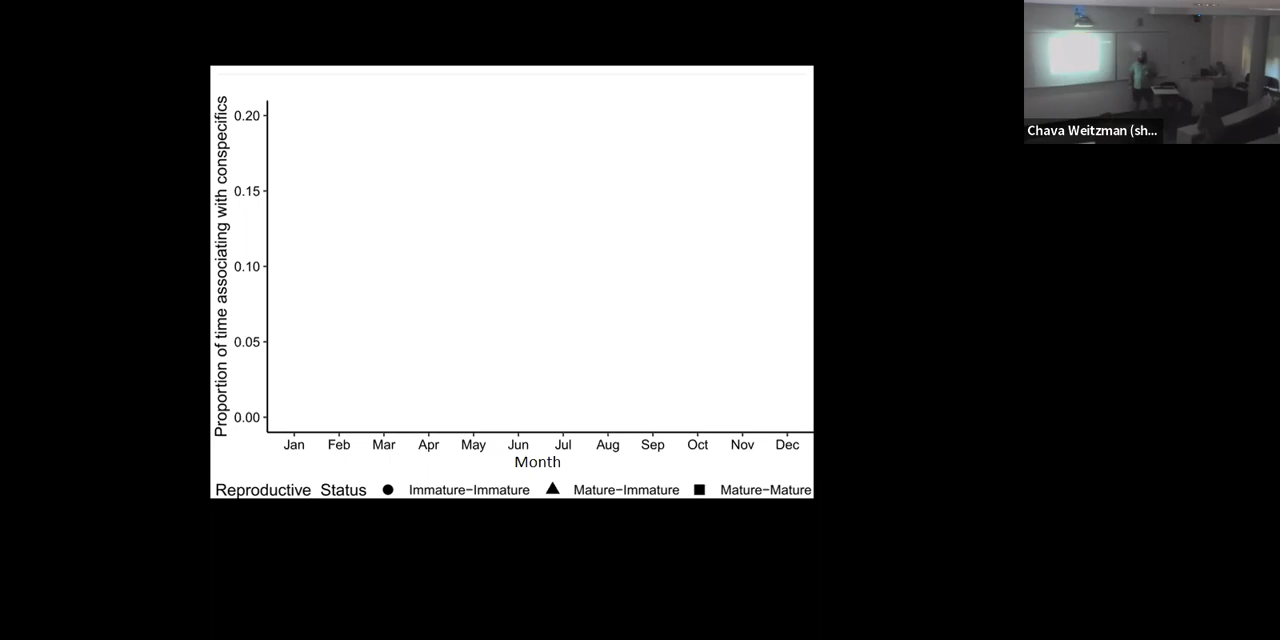 Proportion of time associating with conspecifics
0.20
0.15
0.10
0.05
0.00
Jan Feb Mar Apr May Jun Jul Aug Sep Oct Nov Dec
Month
Reproductive Status Immature−Immature Mature−Immature Mature−Mature
Chava Weitzman (sh...